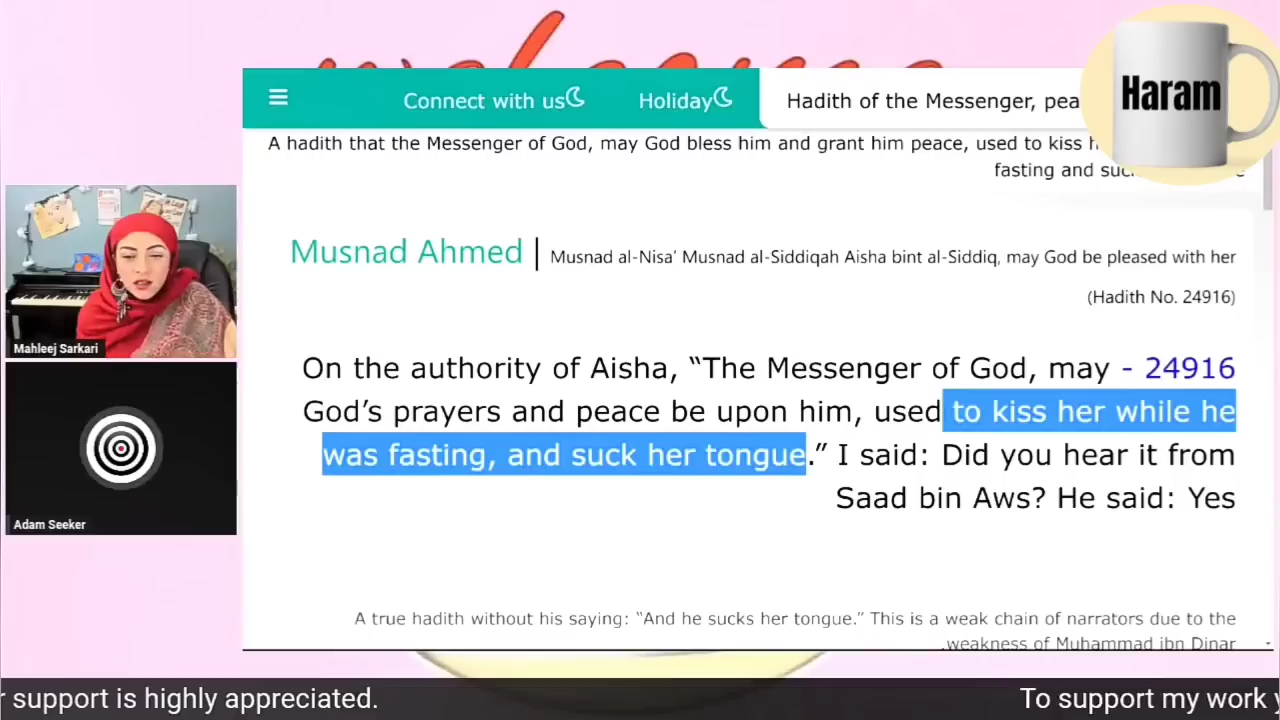 Connect with us
Holiday
Hadith of the Messenger, pea
Haram
A hadith that the Messenger of God, may God bless him and grant him peace, used to kiss h
fasting and suc
Musnad Ahmed | Musnad al-Nisa’ Musnad al-Siddiqah Aisha bint al-Siddiq, may God be pleased with her
(Hadith No. 24916)
On the authority of Aisha, “The Messenger of God, may - 24916
God’s prayers and peace be upon him, used to kiss her while he
was fasting, and suck her tongue.” I said: Did you hear it from
Saad bin Aws? He said: Yes
A true hadith without his saying: “And he sucks her tongue.” This is a weak chain of narrators due to the
.weakness of Muhammad ibn Dinar
Mahleej Sarkari
Adam Seeker
r support is highly appreciated.
To support my work y